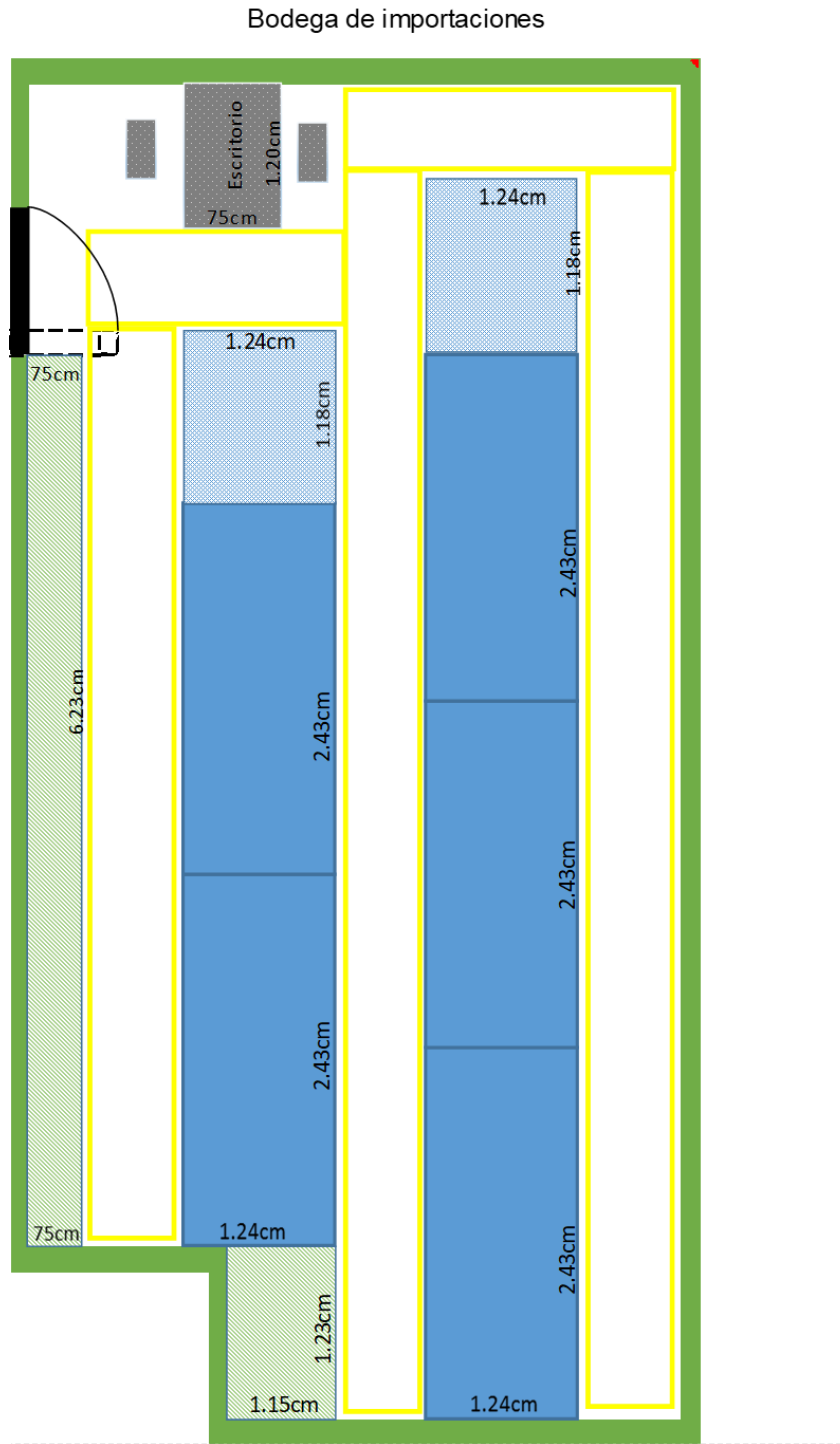 Bodega de importaciones
Escritorio
1.20cm
75cm
1.24cm
1.18cm
1.24cm
1.18cm
75cm
2.43cm
6.23cm
2.43cm
2.43cm
2.43cm
75cm
1.24cm
2.43cm
1.23cm
1.15cm
1.24cm